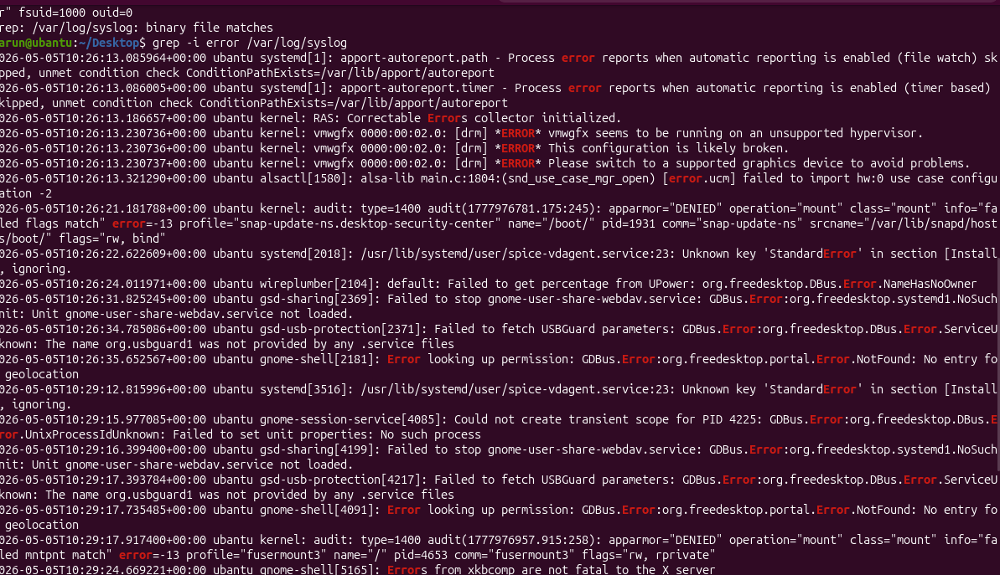 r" fsuid=1000 ouid=0
rep: /var/log/syslog: binary file matches
arun@ubantu:~/Desktop$ grep -i error /var/log/syslog
026-05-05T10:26:13.085964+00:00 ubantu systemd[1]: apport-autoreport.path - Process error reports when automatic reporting is enabled (file watch) sk
pped, unmet condition check ConditionPathExists=/var/lib/apport/autoreport
026-05-05T10:26:13.086005+00:00 ubantu systemd[1]: apport-autoreport.timer - Process error reports when automatic reporting is enabled (timer based)
kipped, unmet condition check ConditionPathExists=/var/lib/apport/autoreport
026-05-05T10:26:13.186657+00:00 ubantu kernel: RAS: Correctable Errors collector initialized.
026-05-05T10:26:13.230736+00:00 ubantu kernel: vmwgfx 0000:00:02.0: [drm] *ERROR* vmwgfx seems to be running on an unsupported hypervisor.
026-05-05T10:26:13.230736+00:00 ubantu kernel: vmwgfx 0000:00:02.0: [drm] *ERROR* This configuration is likely broken.
026-05-05T10:26:13.230737+00:00 ubantu kernel: vmwgfx 0000:00:02.0: [drm] *ERROR* Please switch to a supported graphics device to avoid problems.
026-05-05T10:26:13.321290+00:00 ubantu alsactl[1580]: alsa-lib main.c:1804:(snd_use_case_mgr_open) [error.ucm] failed to import hw:0 use case configu
ation -2
026-05-05T10:26:21.181788+00:00 ubantu kernel: audit: type=1400 audit(1777976781.175:245): apparmor="DENIED" operation="mount" class="mount" info="fa
led flags match" error=-13 profile="snap-update-ns.desktop-security-center" name="/boot/" pid=1931 comm="snap-update-ns" srcname="/var/lib/snapd/host
s/boot/" flags="rw, bind"
026-05-05T10:26:22.622609+00:00 ubantu systemd[2018]: /usr/lib/systemd/user/spice-vdagent.service:23: Unknown key 'StandardError' in section [Install
, ignoring.
026-05-05T10:26:24.011971+00:00 ubantu wireplumber[2104]: default: Failed to get percentage from UPower: org.freedesktop.DBus.Error.NameHasNoOwner
026-05-05T10:26:31.825245+00:00 ubantu gsd-sharing[2369]: Failed to stop gnome-user-share-webdav.service: GDBus.Error:org.freedesktop.systemd1.NoSuch
nit: Unit gnome-user-share-webdav.service not loaded.
026-05-05T10:26:34.785086+00:00 ubantu gsd-usb-protection[2371]: Failed to fetch USBGuard parameters: GDBus.Error:org.freedesktop.DBus.Error.ServiceU
known: The name org.usbguard1 was not provided by any .service files
026-05-05T10:26:35.652567+00:00 ubantu gnome-shell[2181]: Error looking up permission: GDBus.Error:org.freedesktop.portal.Error.NotFound: No entry fo
geolocation
026-05-05T10:29:12.815996+00:00 ubantu systemd[3516]: /usr/lib/systemd/user/spice-vdagent.service:23: Unknown key 'StandardError' in section [Install
, ignoring.
026-05-05T10:29:15.977085+00:00 ubantu gnome-session-service[4085]: Could not create transient scope for PID 4225: GDBus.Error:org.freedesktop.DBus.E
ror.UnixProcessIdUnknown: Failed to set unit properties: No such process
026-05-05T10:29:16.399400+00:00 ubantu gsd-sharing[4199]: Failed to stop gnome-user-share-webdav.service: GDBus.Error:org.freedesktop.systemd1.NoSuch
nit: Unit gnome-user-share-webdav.service not loaded.
026-05-05T10:29:17.393784+00:00 ubantu gsd-usb-protection[4217]: Failed to fetch USBGuard parameters: GDBus.Error:org.freedesktop.DBus.Error.ServiceU
known: The name org.usbguard1 was not provided by any .service files
026-05-05T10:29:17.735485+00:00 ubantu gnome-shell[4091]: Error looking up permission: GDBus.Error:org.freedesktop.portal.Error.NotFound: No entry fo
geolocation
026-05-05T10:29:17.917400+00:00 ubantu kernel: audit: type=1400 audit(1777976957.915:258): apparmor="DENIED" operation="mount" class="mount" info="fa
led mntpnt match" error=-13 profile="fusermount3" name="/" pid=4653 comm="fusermount3" flags="rw, rprivate"
026-05-05T10:29:24.669221+00:00 ubantu gnome-shell[5165]: Errors from xkbcomp are not fatal to the X server